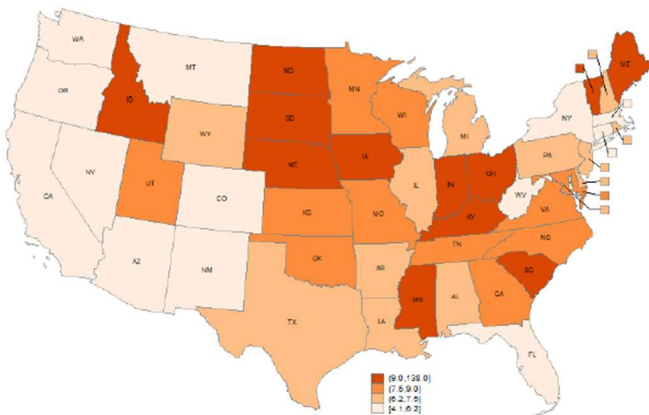 WA
MT
ND
ME
OR
MN
ID
SD
WI
NY
WY
MI
IA
PA
NE
NV
IL
IN
OH
UT
CO
WV
CA
KS
MO
KY
VA
TN
NC
OK
AZ
NM
AR
SC
MS
AL
GA
TX
LA
FL
(9.0,138.0]
(7.5,9.0]
(6.2,7.5]
[4.1,6.2]